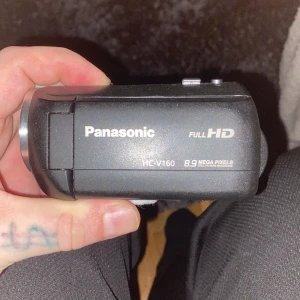 Panasonic
FULL HD
HC-V160
8.9 MEGA PIXELS